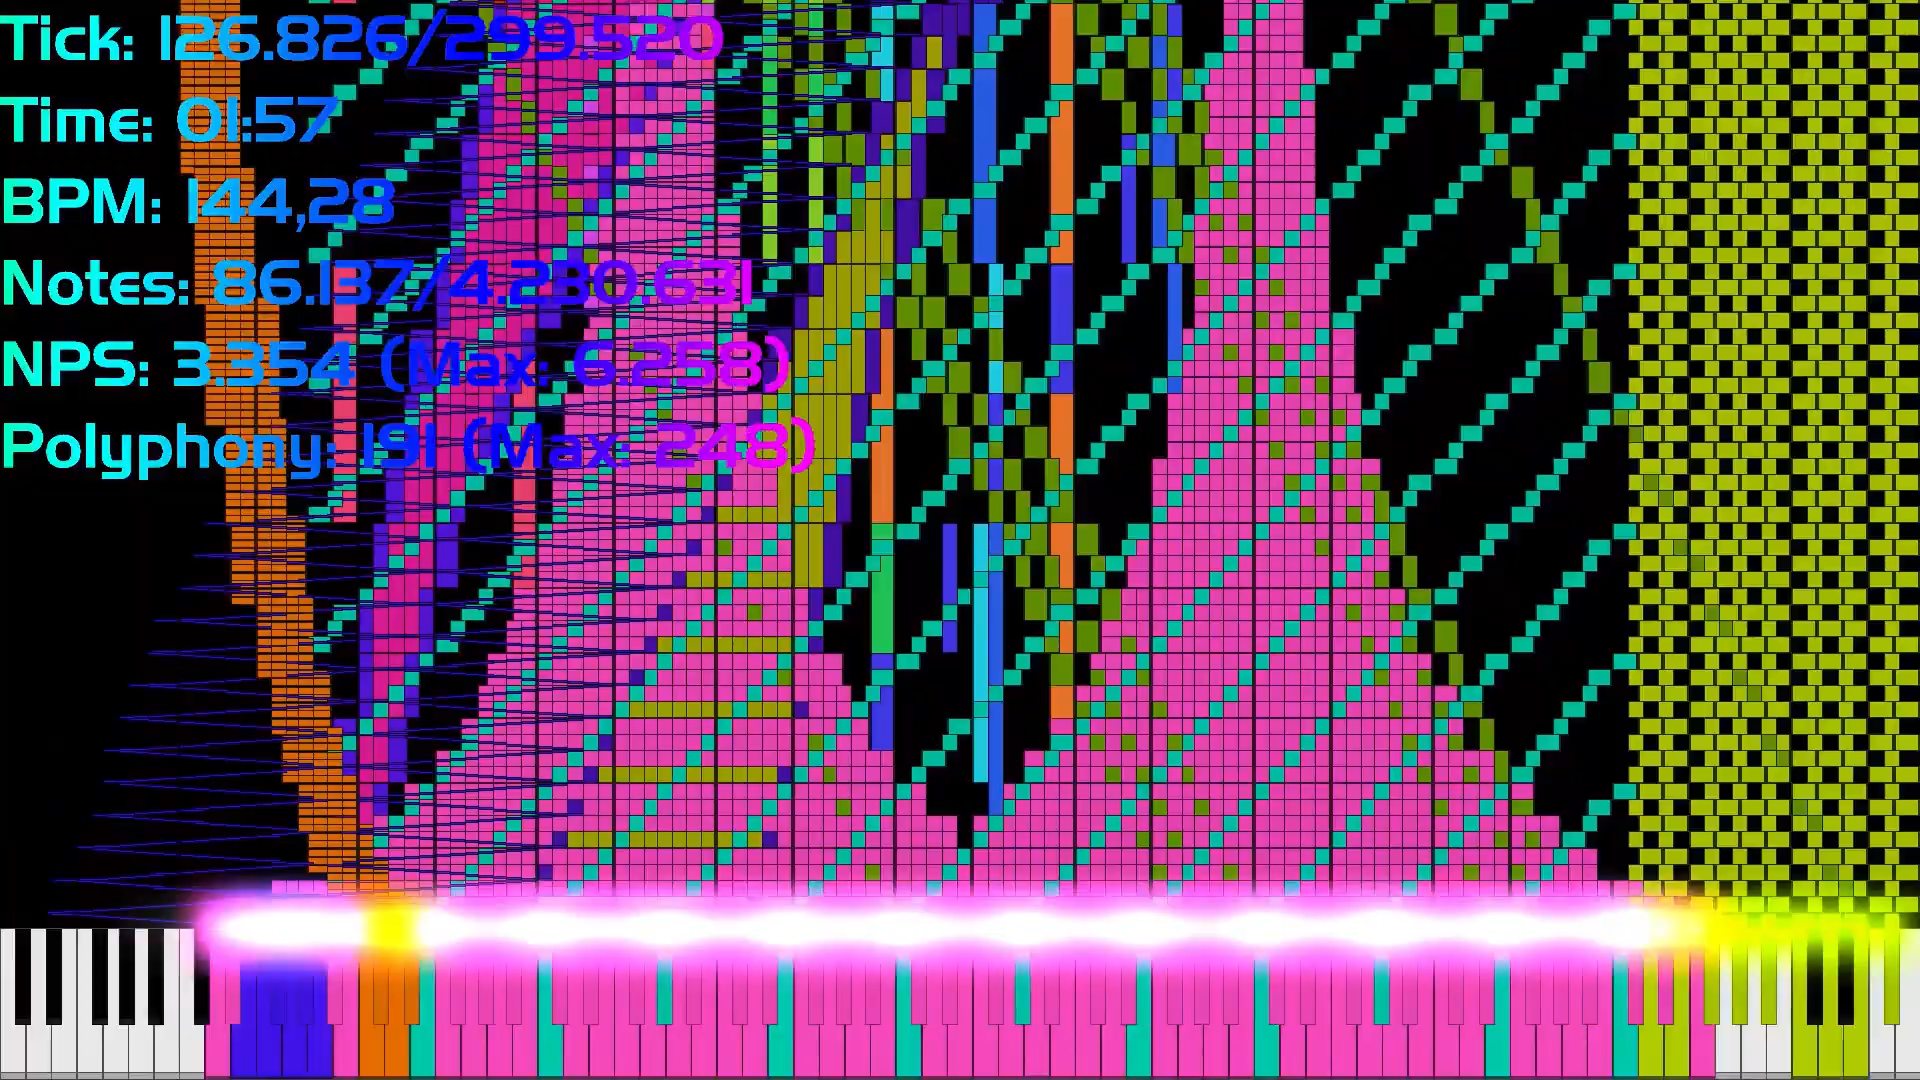 Tick: 126.826/299.520
Time: 01:57
BPM: 144,28
Notes: 86.137/4.230.631
NPS: 3.354 (Max: 6.258)
Polyphony: 191 (Max: 248)